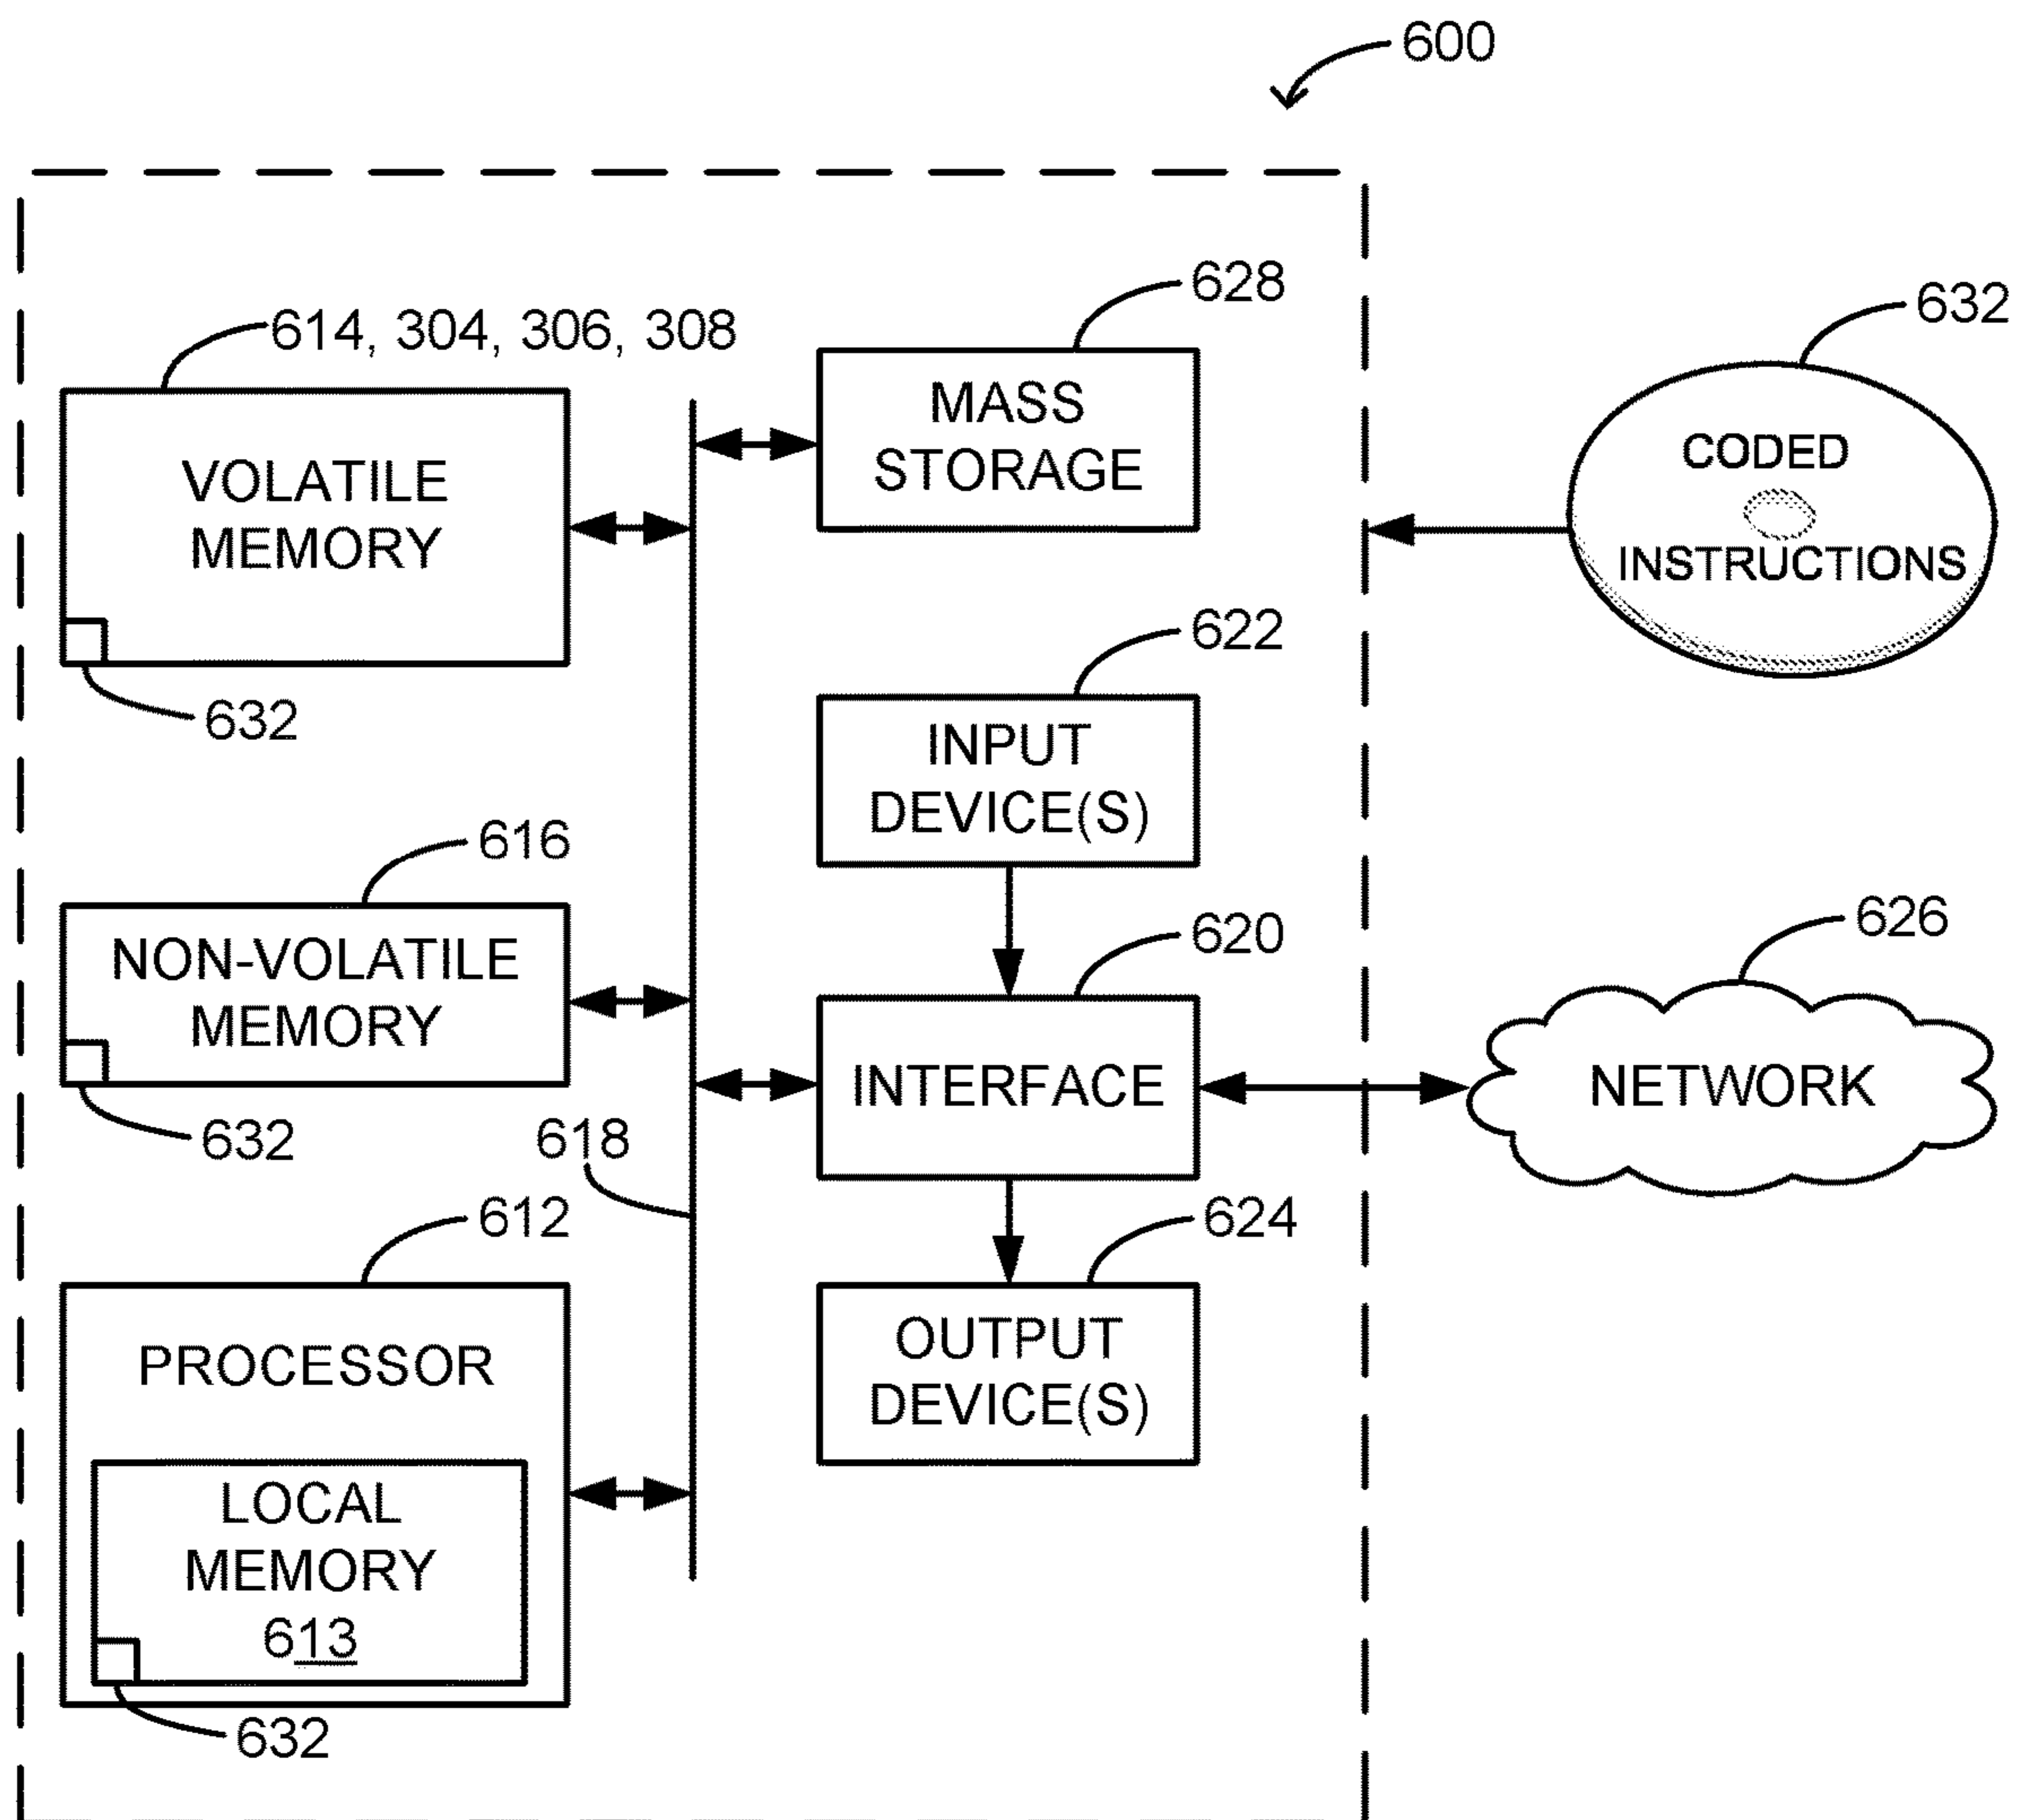 600
628
632
614, 304, 306, 308
MASS
STORAGE
CODED
INSTRUCTIONS
VOLATILE
MEMORY
632
622
INPUT
DEVICE(S)
616
NON-VOLATILE
MEMORY
632
620
626
INTERFACE
NETWORK
618
612
624
PROCESSOR
OUTPUT
DEVICE(S)
LOCAL
MEMORY
613
632